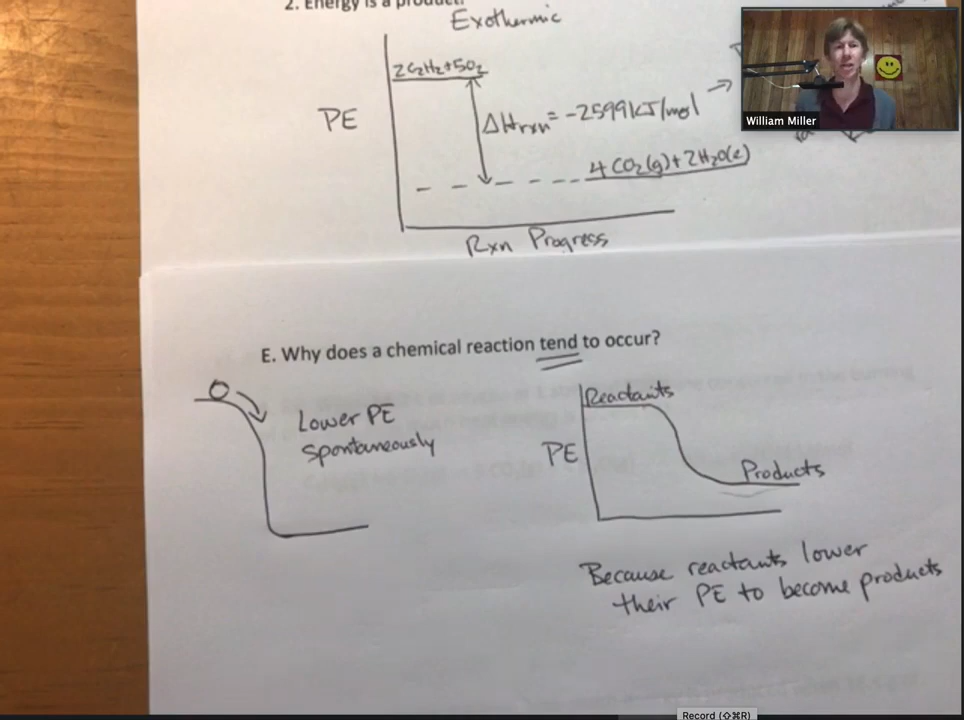 2. Energy is a product.
Exothermic
2C2H2+5O2
PE
ΔHrxn = -2599 kJ/mol →
William Miller
4CO2(g)+2H2O(l)
Rxn Progress
E. Why does a chemical reaction tend to occur?
Lower PE
Spontaneously
Reactants
PE
Products
Because reactants lower
their PE to become products
Record (⇧⌘R)